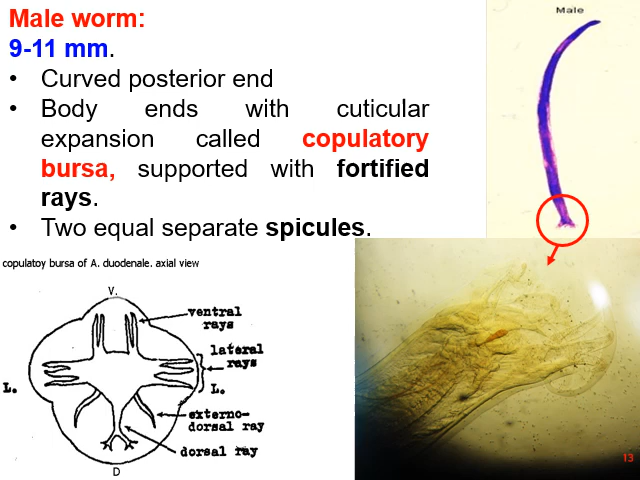 Male worm:
9-11 mm.
• Curved posterior end
• Body ends with cuticular
expansion called copulatory
bursa, supported with fortified
rays.
• Two equal separate spicules.
Male
copulatoy bursa of A. duodenale. axial view
V.
ventral
rays
lateral
rays
L.
L.
externo-
dorsal ray
dorsal ray
D
13